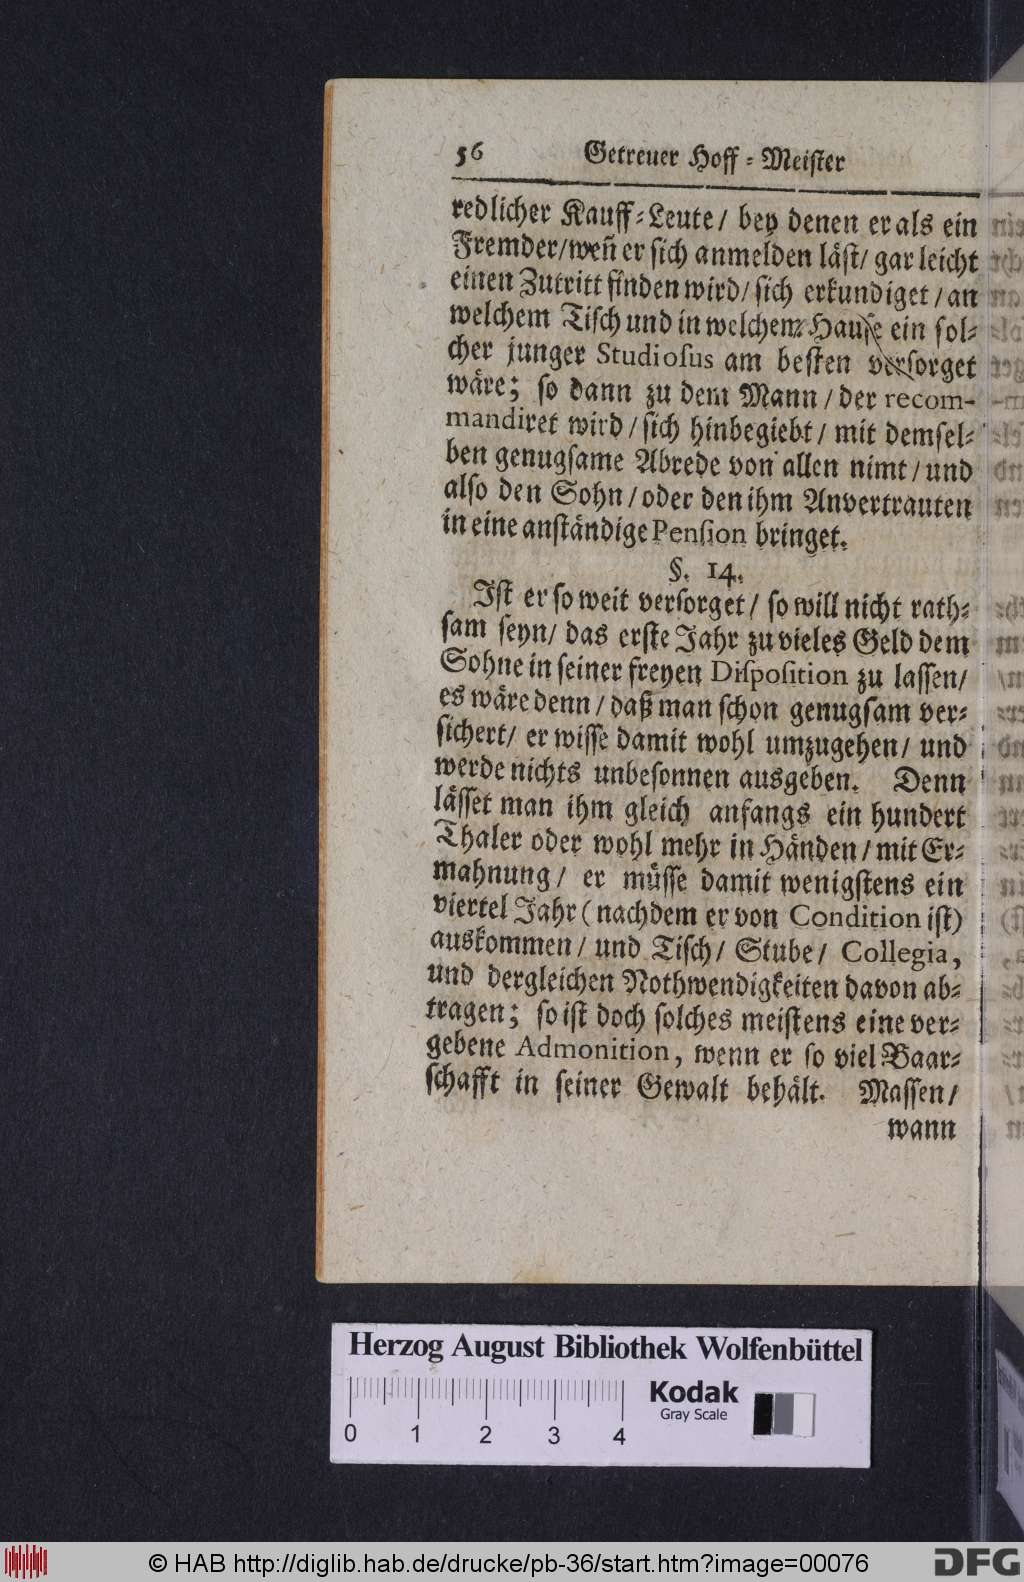 56 Getreuer Hoff-Meister
redlicher Kauff-Leute / bey denen er als ein
Fremder / weñ er sich anmelden läst / gar leicht
einen Zutritt finden wird / sich erkundiget / an
welchem Tisch und in welchem Hause ein sol-
cher junger Studiosus am besten versorget
wäre; so dann zu dem Mann / der recom-
mandiret wird / sich hinbegiebt / mit demsel-
ben genugsame Abrede von allen nimt / und
also den Sohn / oder den ihm Anvertrauten
in eine anständige Pension bringet.
§. 14.
Ist er so weit versorget / so will nicht rath-
sam seyn / das erste Jahr zu vieles Geld dem
Sohne in seiner freyen Disposition zu lassen /
es wäre denn / daß man schon genugsam ver-
sichert / er wisse damit wohl umzugehen / und
werde nichts unbesonnen ausgeben. Denn
lässet man ihm gleich anfangs ein hundert
Thaler oder wohl mehr in Händen / mit Er-
mahnung / er müsse damit wenigstens ein
viertel Jahr (nachdem er von Condition ist)
auskommen / und Tisch / Stube / Collegia,
und dergleichen Nothwendigkeiten davon ab-
tragen; so ist doch solches meistens eine ver-
gebene Admonition, wenn er so viel Baar-
schafft in seiner Gewalt behält. Massen /
wann
Herzog August Bibliothek Wolfenbüttel
Kodak
Gray Scale
0 1 2 3 4
© HAB http://diglib.hab.de/drucke/pb-36/start.htm?image=00076
DFG